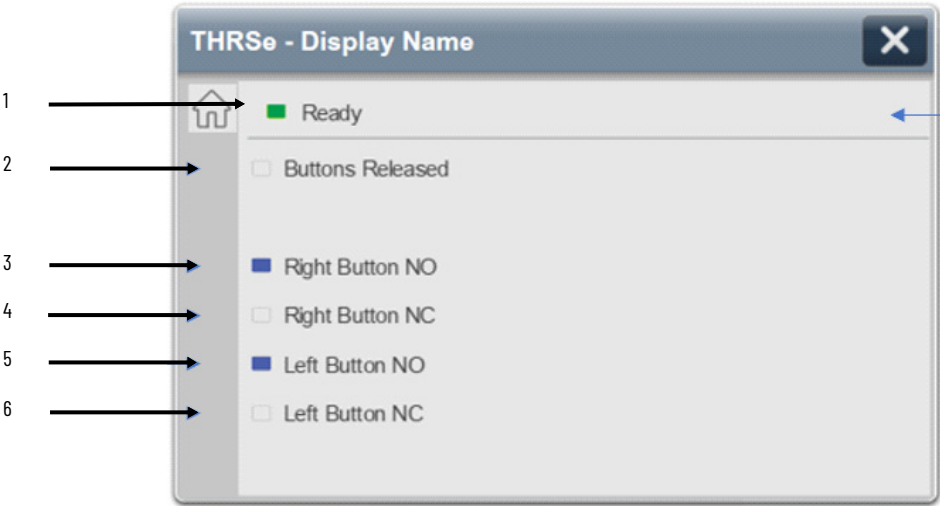 THRSe - Display Name
1
Ready
2
Buttons Released
3
Right Button NO
4
Right Button NC
5
Left Button NO
6
Left Button NC